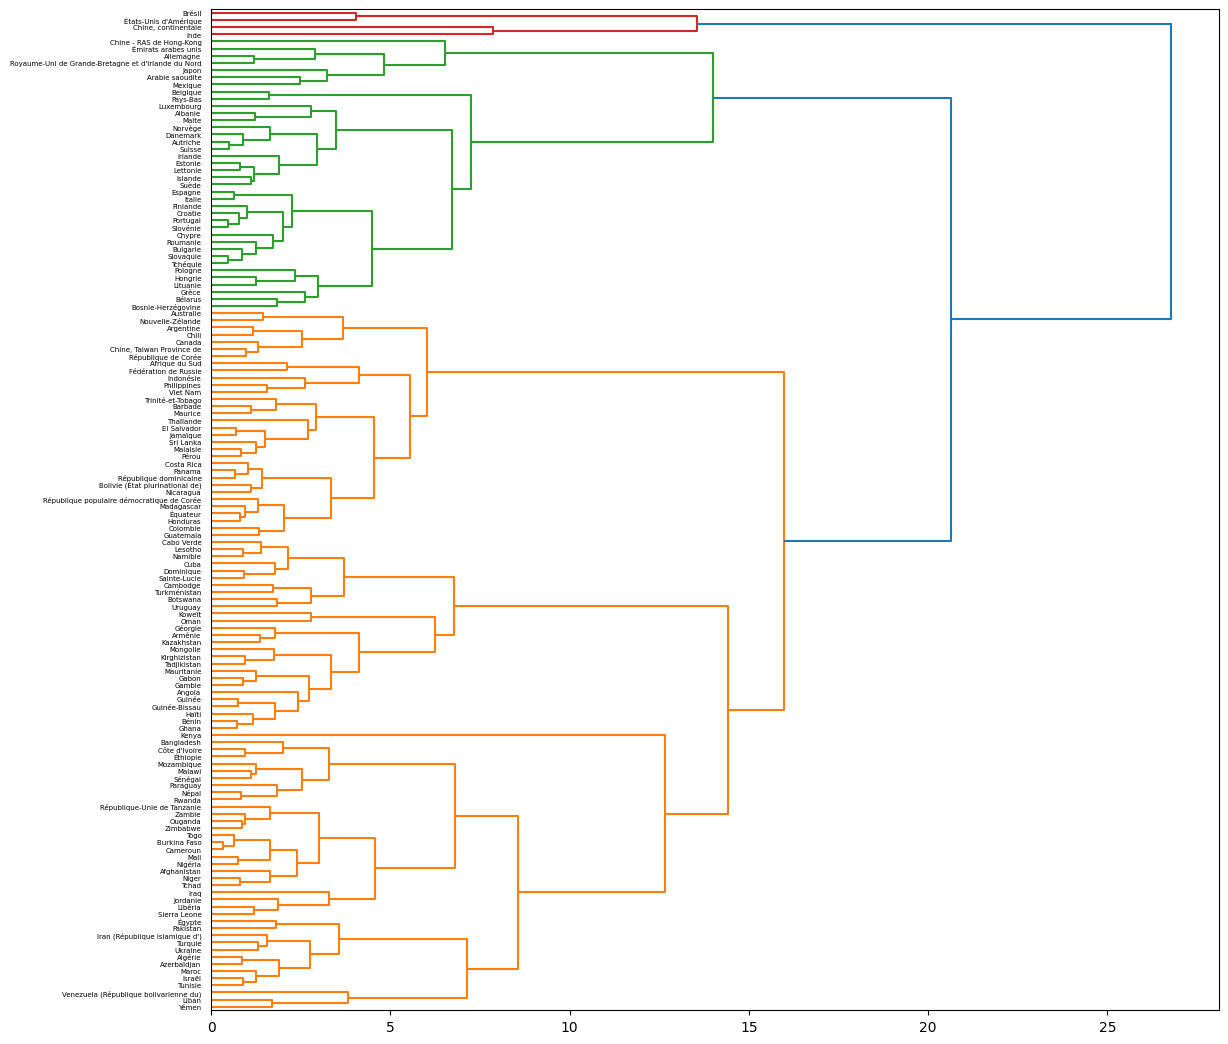 Brésil
États-Unis d'Amérique
Chine, continentale
Inde
Chine - RAS de Hong-Kong
Émirats arabes unis
Allemagne
Royaume-Uni de Grande-Bretagne et d'Irlande du Nord
Japon
Arabie saoudite
Mexique
Belgique
Pays-Bas
Luxembourg
Albanie
Malte
Norvège
Danemark
Autriche
Suisse
Irlande
Estonie
Lettonie
Islande
Suède
Espagne
Italie
Finlande
Croatie
Portugal
Slovénie
Chypre
Roumanie
Bulgarie
Slovaquie
Tchéquie
Pologne
Hongrie
Lituanie
Grèce
Bélarus
Bosnie-Herzégovine
Australie
Nouvelle-Zélande
Argentine
Chili
Canada
Chine, Taiwan Province de
République de Corée
Afrique du Sud
Fédération de Russie
Indonésie
Philippines
Viet Nam
Trinité-et-Tobago
Barbade
Maurice
Thaïlande
El Salvador
Jamaïque
Sri Lanka
Malaisie
Pérou
Costa Rica
Panama
République dominicaine
Bolivie (État plurinational de)
Nicaragua
République populaire démocratique de Corée
Madagascar
Équateur
Honduras
Colombie
Guatemala
Cabo Verde
Lesotho
Namibie
Cuba
Dominique
Sainte-Lucie
Cambodge
Turkménistan
Botswana
Uruguay
Koweït
Oman
Géorgie
Arménie
Kazakhstan
Mongolie
Kirghizistan
Tadjikistan
Mauritanie
Gabon
Gambie
Angola
Guinée
Guinée-Bissau
Haïti
Bénin
Ghana
Kenya
Bangladesh
Côte d'Ivoire
Éthiopie
Mozambique
Malawi
Sénégal
Paraguay
Népal
Rwanda
République-Unie de Tanzanie
Zambie
Ouganda
Zimbabwe
Togo
Burkina Faso
Cameroun
Mali
Nigéria
Afghanistan
Niger
Tchad
Iraq
Jordanie
Libéria
Sierra Leone
Égypte
Pakistan
Iran (République islamique d')
Turquie
Ukraine
Algérie
Azerbaïdjan
Maroc
Israël
Tunisie
Venezuela (République bolivarienne du)
Liban
Yémen
0 5 10 15 20 25